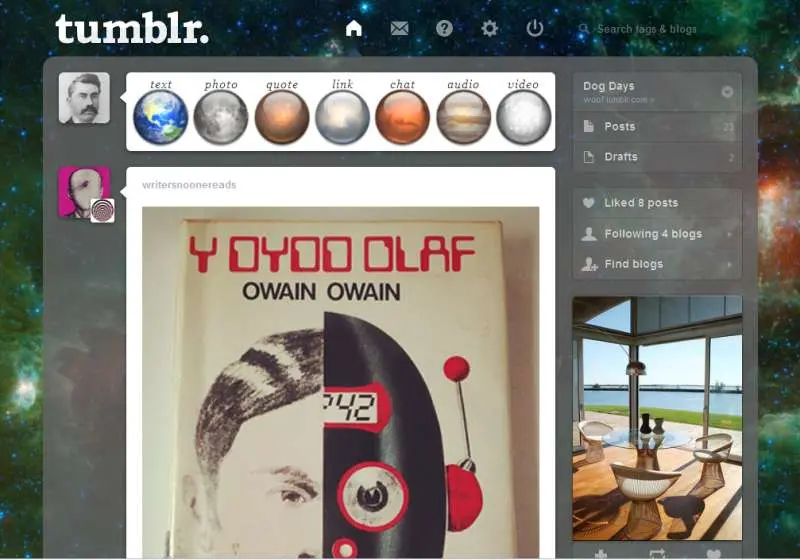 tumblr.
Search tags & blogs
text photo quote link chat audio video
Dog Days
woof.tumblr.com
Posts 23
Drafts 2
Liked 8 posts
Following 4 blogs
Find blogs
writersnoonereads
Y DYDD OLAF
OWAIN OWAIN
942